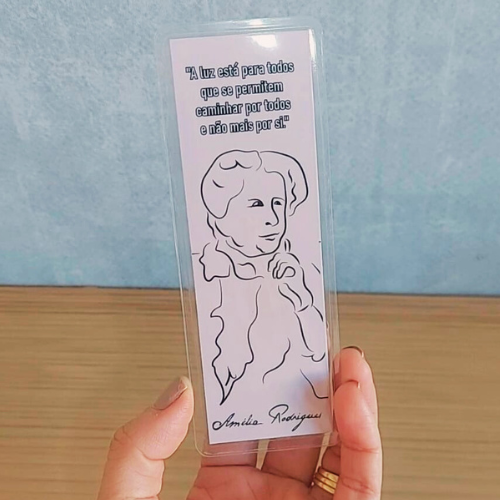 "A luz está para todos
que se permitem
caminhar por todos
e não mais por si."
Amélia Rodrigues